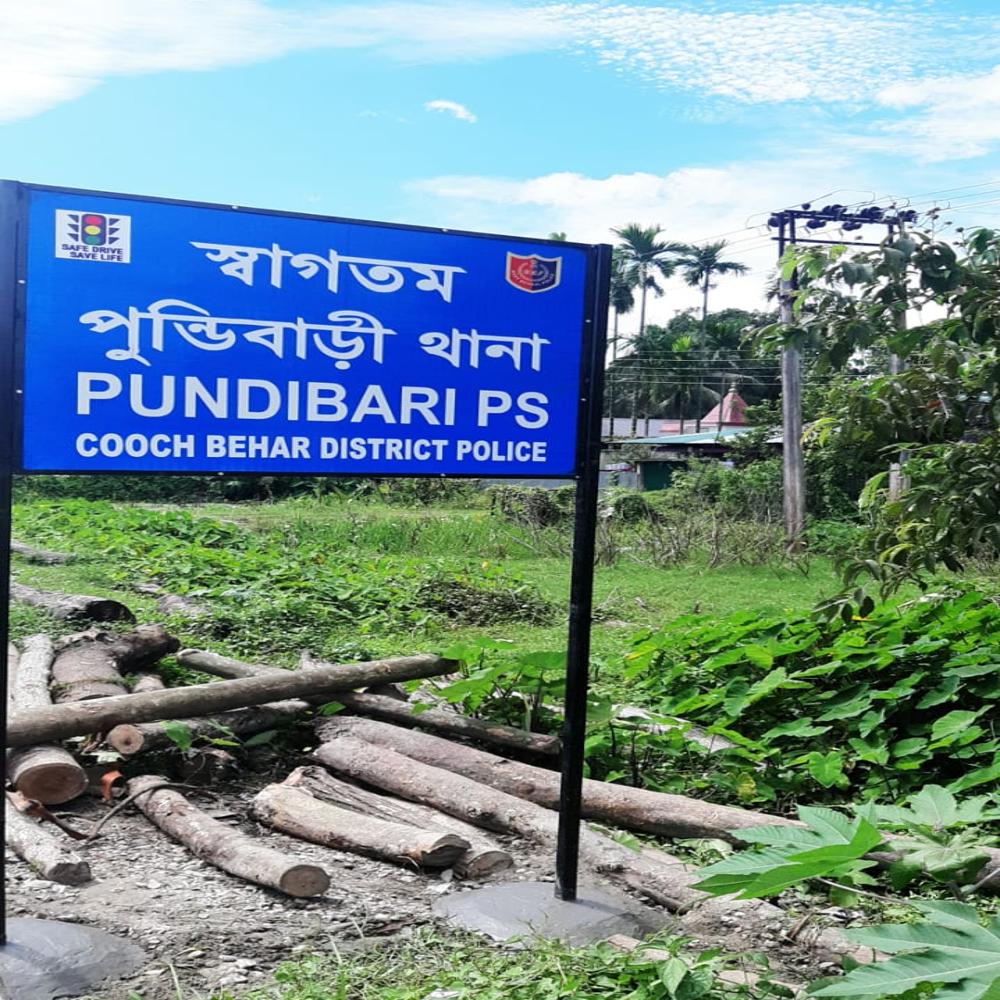 SAFE DRIVE
SAVE LIFE
স্বাগতম
পুন্ডিবাড়ী থানা
PUNDIBARI PS
COOCH BEHAR DISTRICT POLICE